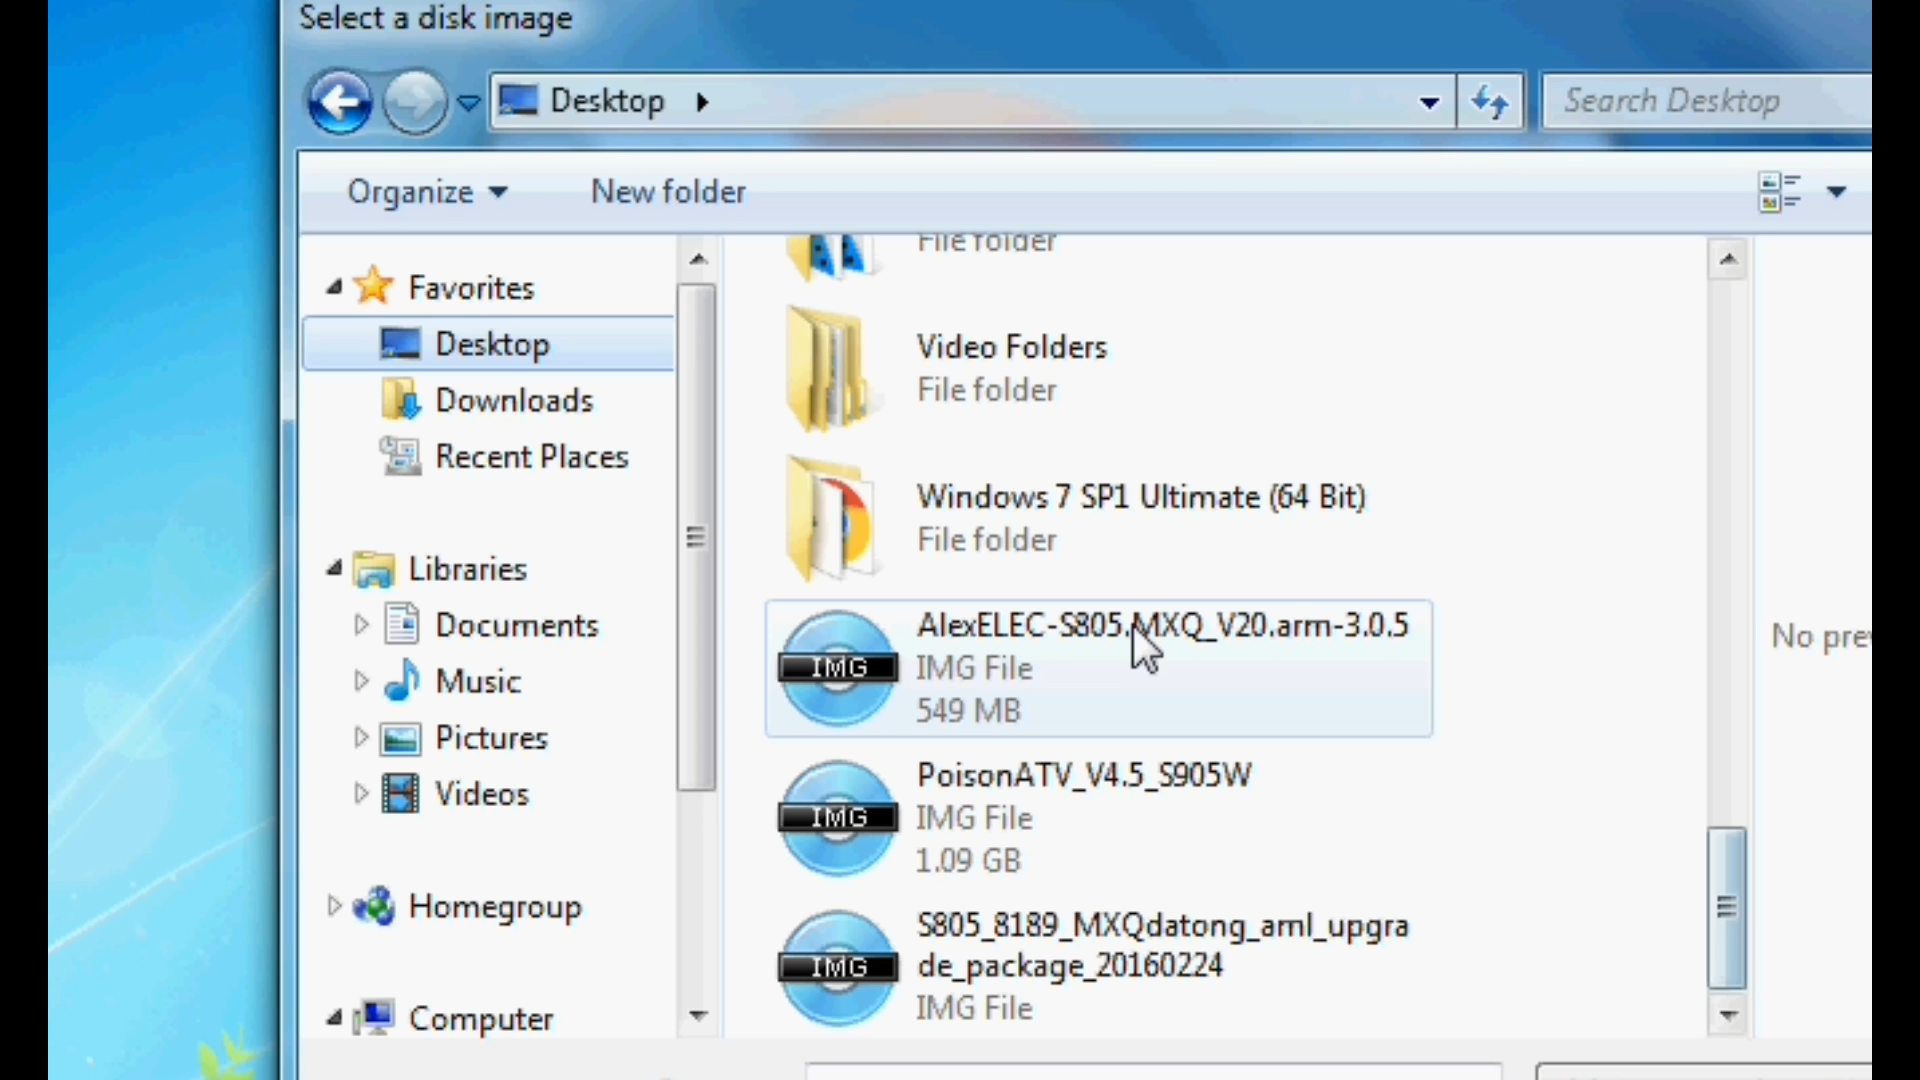 Select a disk image
Desktop
Search Desktop
Organize
New folder
Favorites
Desktop
Downloads
Recent Places
Libraries
Documents
Music
Pictures
Videos
Homegroup
Computer
File folder
Video Folders
File folder
Windows 7 SP1 Ultimate (64 Bit)
File folder
IMG
AlexELEC-S805.MXQ_V20.arm-3.0.5
IMG File
549 MB
IMG
PoisonATV_V4.5_S905W
IMG File
1.09 GB
IMG
S805_8189_MXQdatong_aml_upgra
de_package_20160224
IMG File
No pre